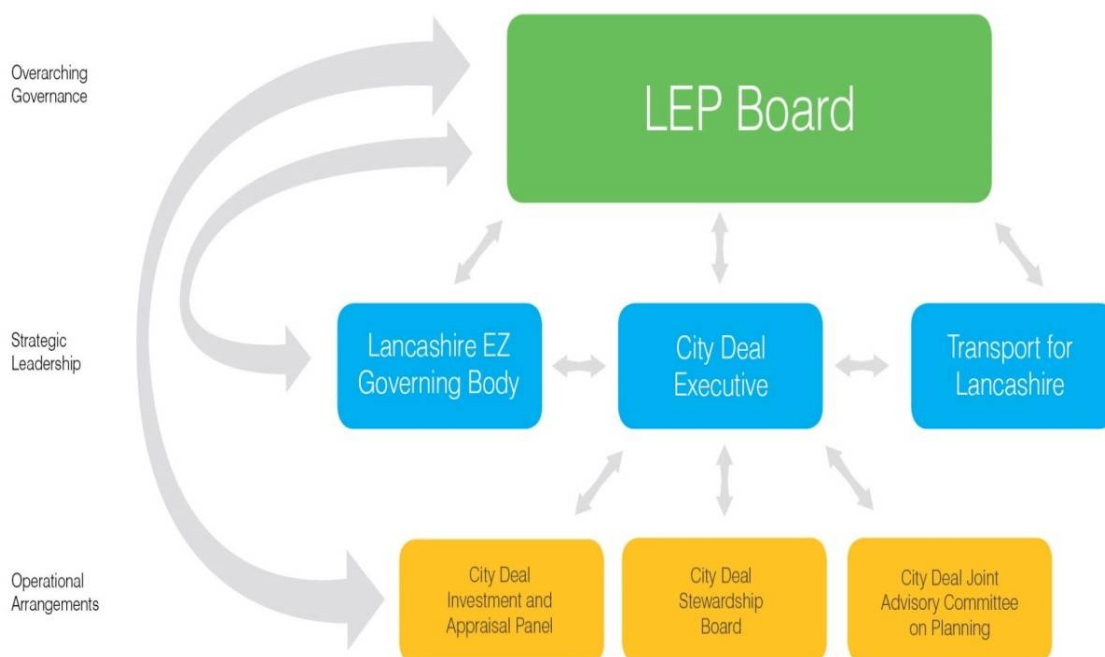 Overarching
Governance
LEP Board
Strategic
Leadership
Lancashire EZ
Governing Body
City Deal
Executive
Transport for
Lancashire
Operational
Arrangements
City Deal
Investment and
Appraisal Panel
City Deal
Stewardship
Board
City Deal Joint
Advisory Committee
on Planning